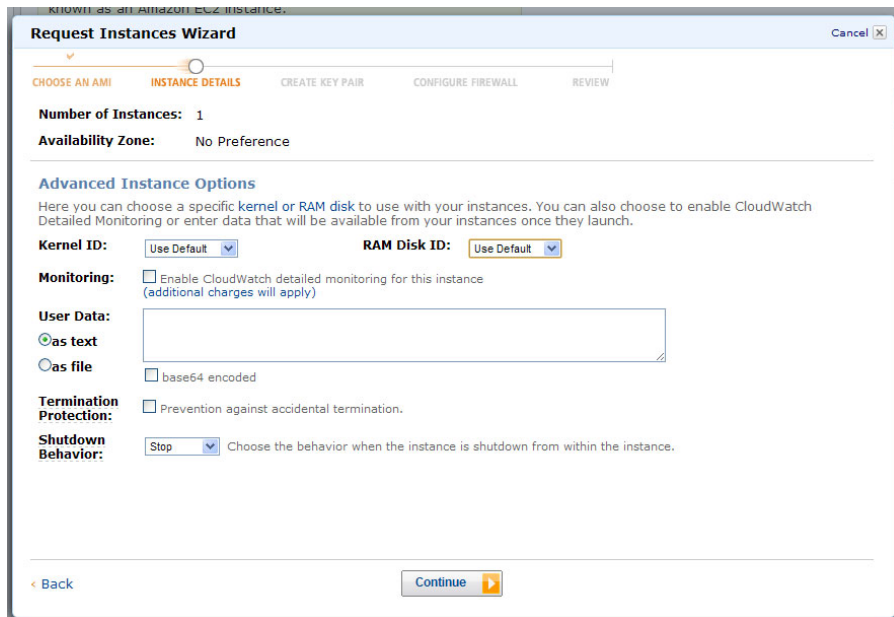 known as an Amazon EC2 instance.
Request Instances Wizard
Cancel X
CHOOSE AN AMI INSTANCE DETAILS CREATE KEY PAIR CONFIGURE FIREWALL REVIEW
Number of Instances: 1
Availability Zone: No Preference
Advanced Instance Options
Here you can choose a specific kernel or RAM disk to use with your instances. You can also choose to enable CloudWatch
Detailed Monitoring or enter data that will be available from your instances once they launch.
Kernel ID: Use Default RAM Disk ID: Use Default
Monitoring: Enable CloudWatch detailed monitoring for this instance
(additional charges will apply)
User Data:
as text
as file
base64 encoded
Termination
Protection: Prevention against accidental termination.
Shutdown
Behavior: Stop Choose the behavior when the instance is shutdown from within the instance.
< Back Continue